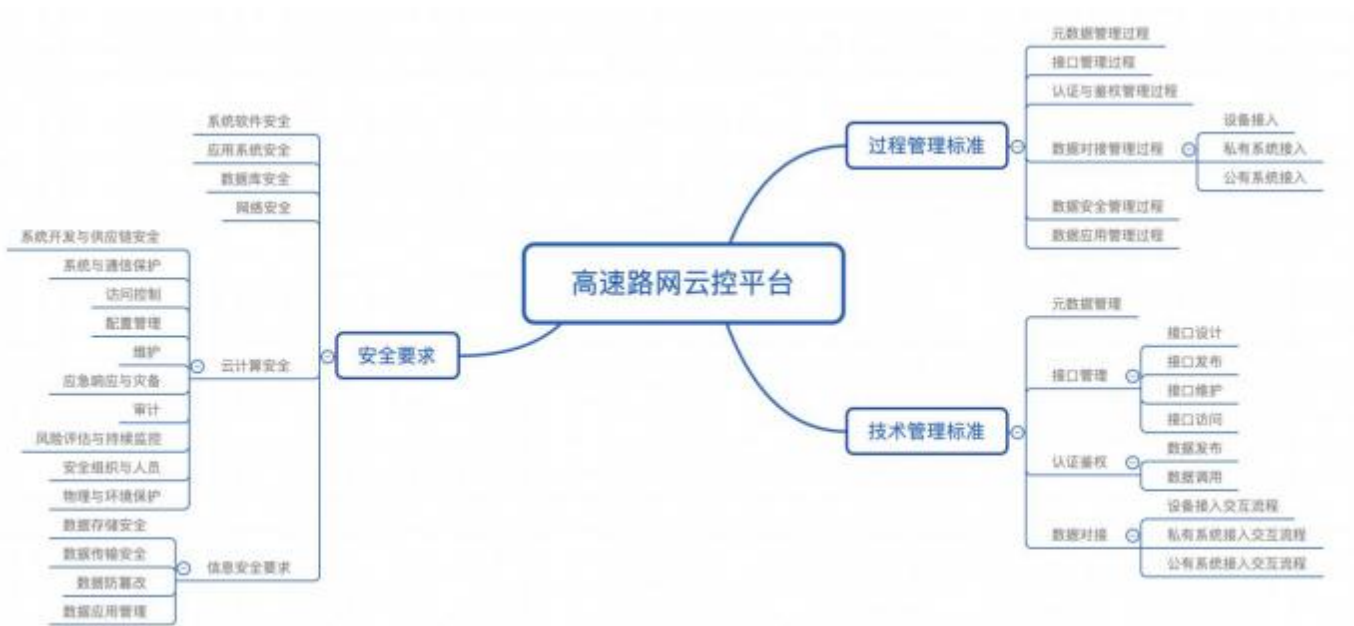 高速路网云控平台
过程管理标准
元数据管理过程
接口管理过程
认证与鉴权管理过程
数据对接管理过程
设备接入
私有系统接入
公有系统接入
数据安全管理过程
数据应用管理过程
技术管理标准
元数据管理
接口管理
接口设计
接口发布
接口维护
接口访问
认证鉴权
数据发布
数据调用
数据对接
设备接入交互流程
私有系统接入交互流程
公有系统接入交互流程
安全要求
系统软件安全
应用系统安全
数据库安全
网络安全
云计算安全
系统开发与供应链安全
系统与通信保护
访问控制
配置管理
维护
应急响应与灾备
审计
风险评估与持续监控
安全组织与人员
物理与环境保护
信息安全要求
数据存储安全
数据传输安全
数据防篡改
数据应用管理